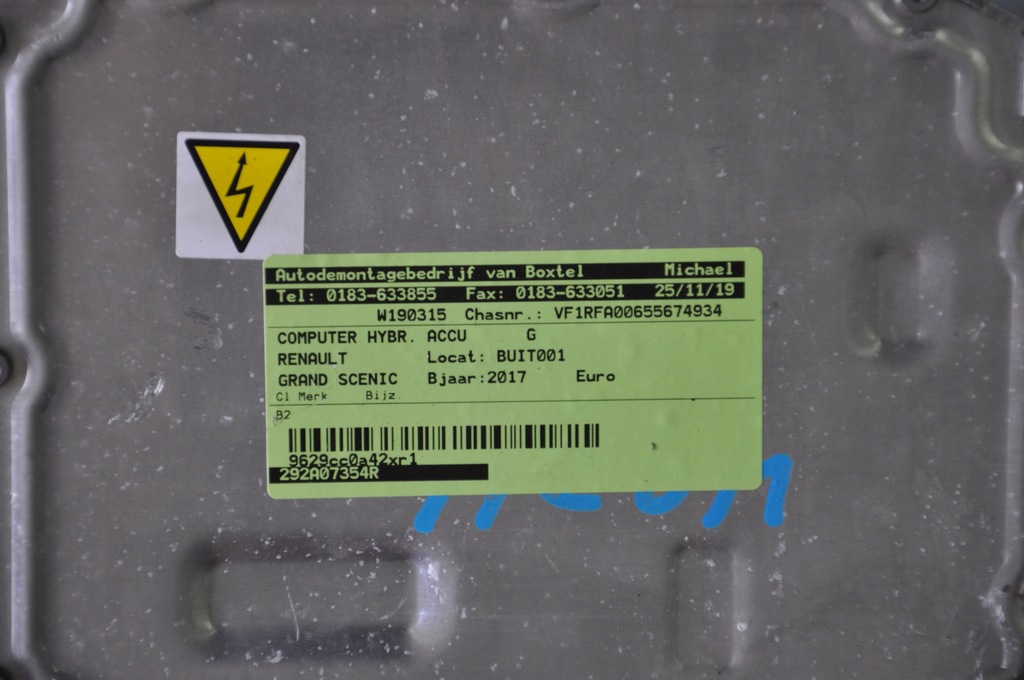 Autodemontagebedrijf van Boxtel Michael
Tel: 0183-633855 Fax: 0183-633051 25/11/19
W190315 Chasnr.: VF1RFA00655674934
COMPUTER HYBR. ACCU G
RENAULT Locat: BUIT001
GRAND SCENIC Bjaar:2017 Euro
Cl Merk Bijz
B2
9629cc0a42xr1
292A07354R